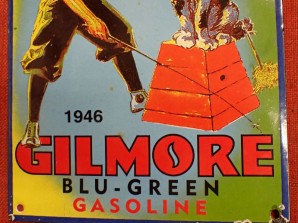 1946
GILMORE
BLU-GREEN
GASOLINE